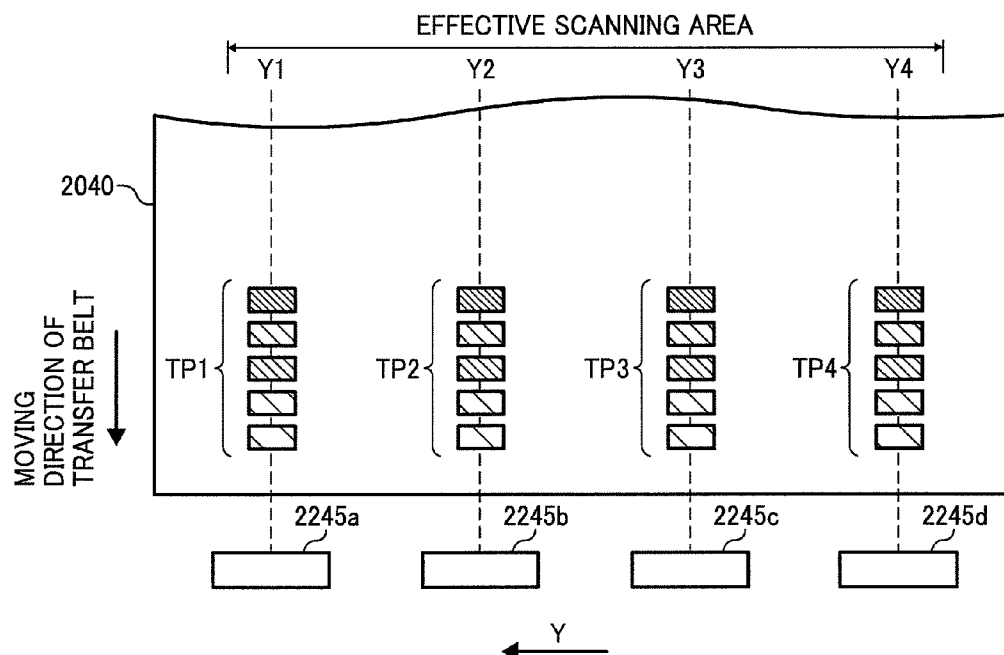 EFFECTIVE SCANNING AREA
Y1 Y2 Y3 Y4
2040
MOVING
DIRECTION OF
TRANSFER BELT
TP1 TP2 TP3 TP4
2245a 2245b 2245c 2245d
Y